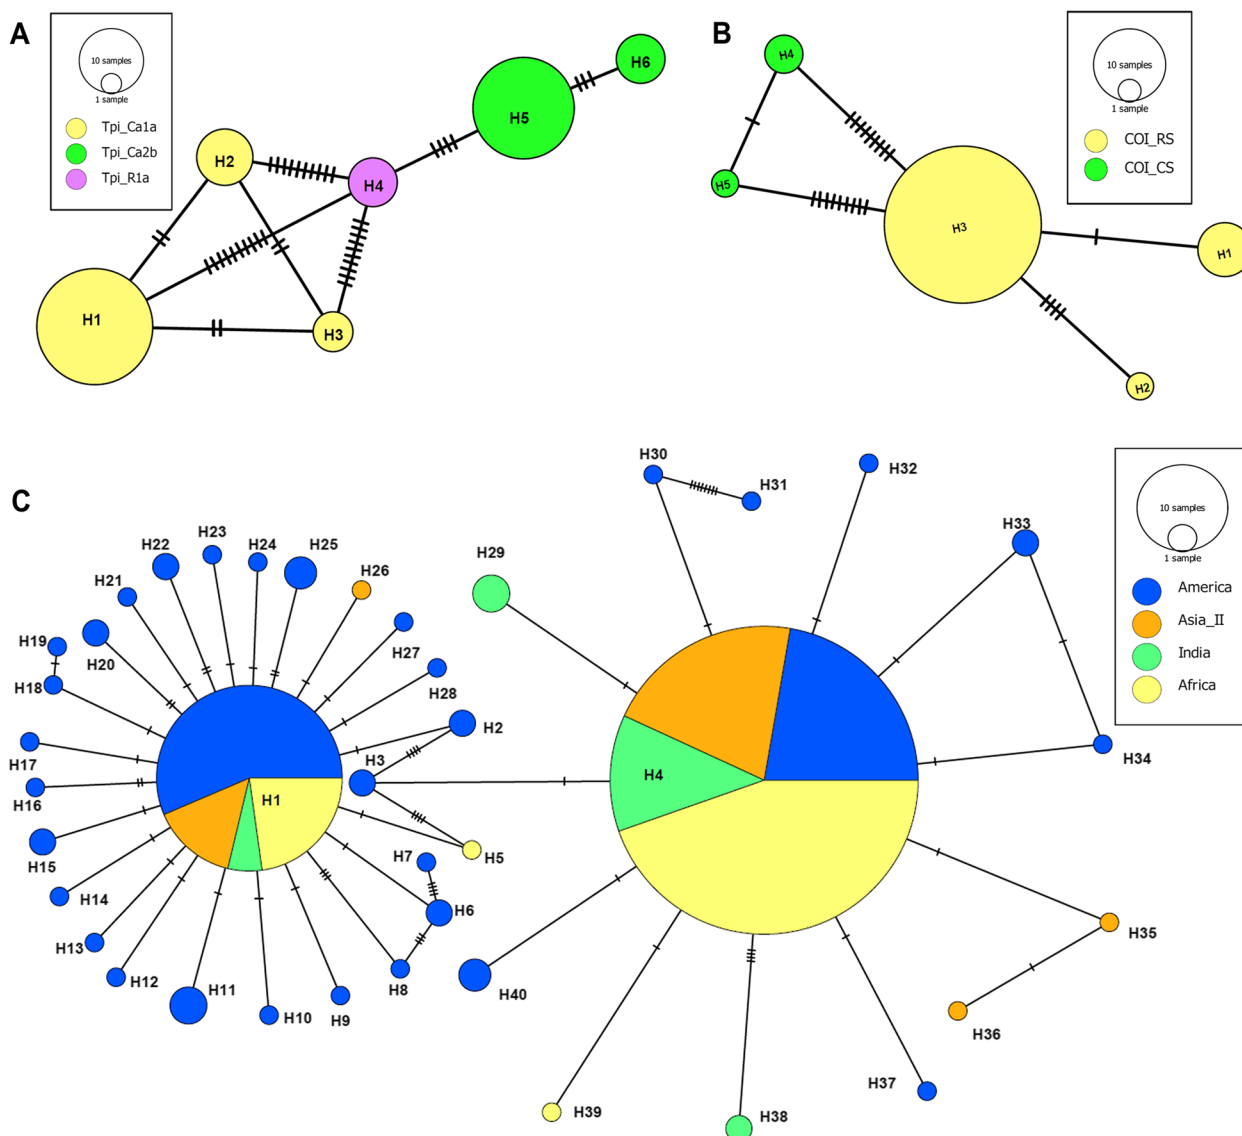 A
10 samples
1 sample
Tpi_Ca1a
Tpi_Ca2b
Tpi_R1a
H1
H2
H3
H4
H5
H6
B
10 samples
1 sample
COI_RS
COI_CS
H4
H5
H3
H1
H2
C
10 samples
1 sample
America
Asia_II
India
Africa
H30
H31
H32
H33
H29
H34
H4
H35
H36
H37
H38
H39
H40
H23
H24
H22
H25
H21
H26
H19
H20
H27
H18
H28
H2
H17
H3
H16
H1
H15
H5
H7
H14
H6
H13
H12
H11
H10
H9
H8